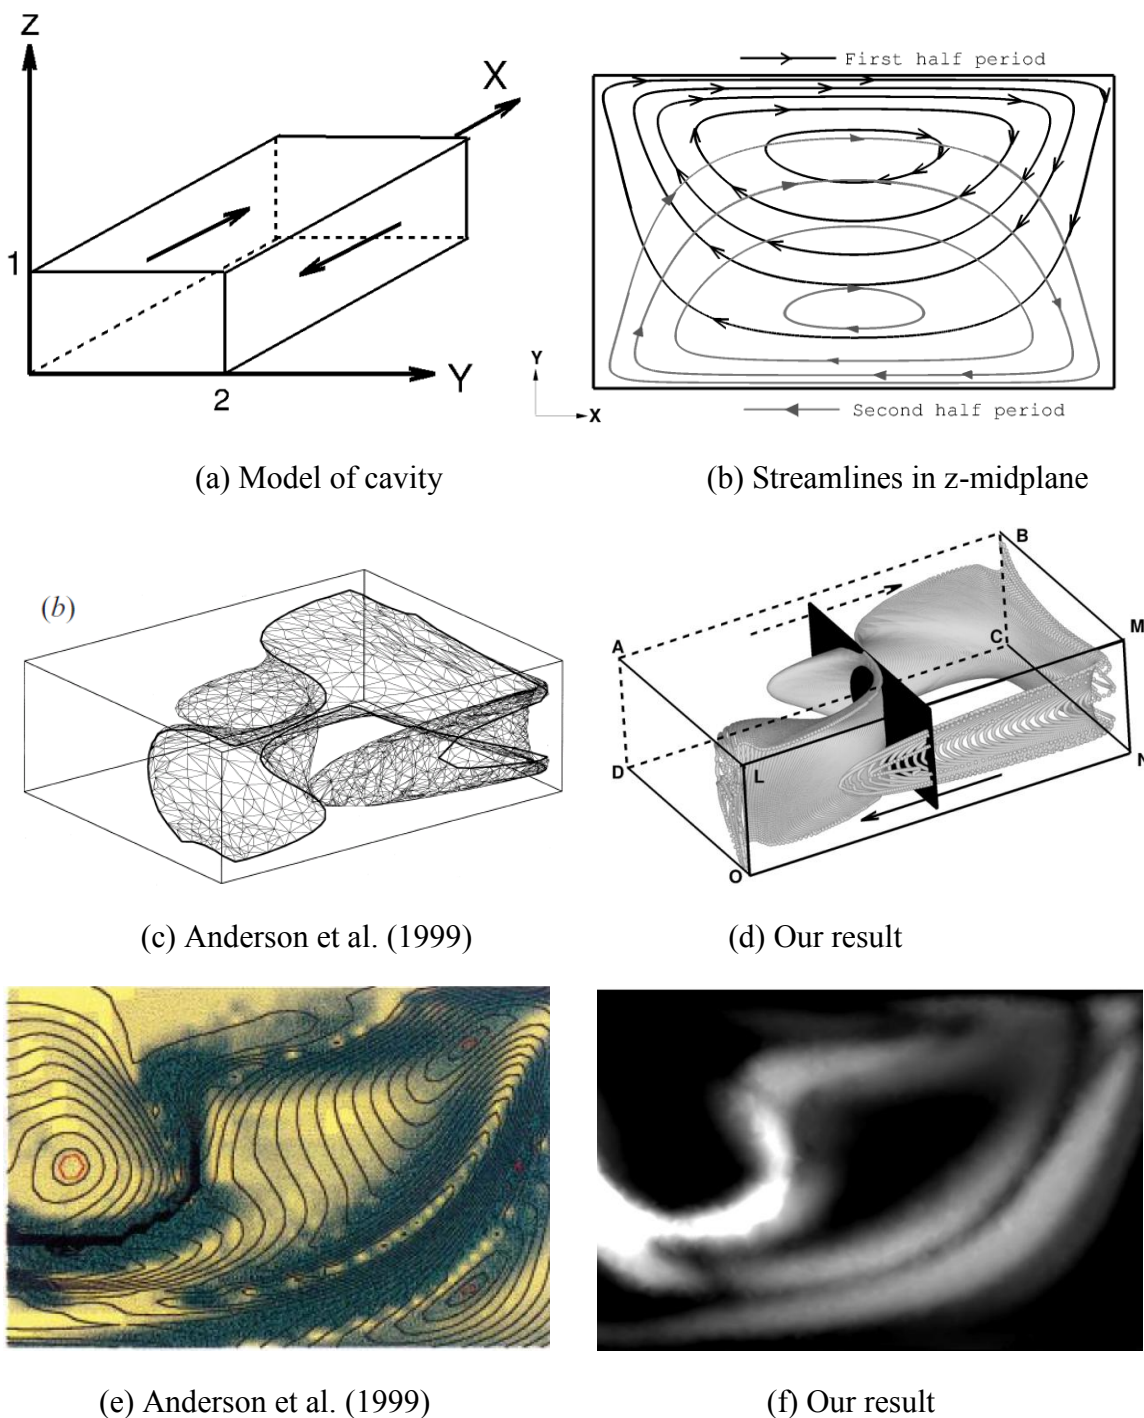 Z
X
1
2
Y
First half period
Y
X
Second half period
(a) Model of cavity
(b) Streamlines in z-midplane
(b)
B
A
C
M
D
L
N
O
(c) Anderson et al. (1999)
(d) Our result
(e) Anderson et al. (1999)
(f) Our result